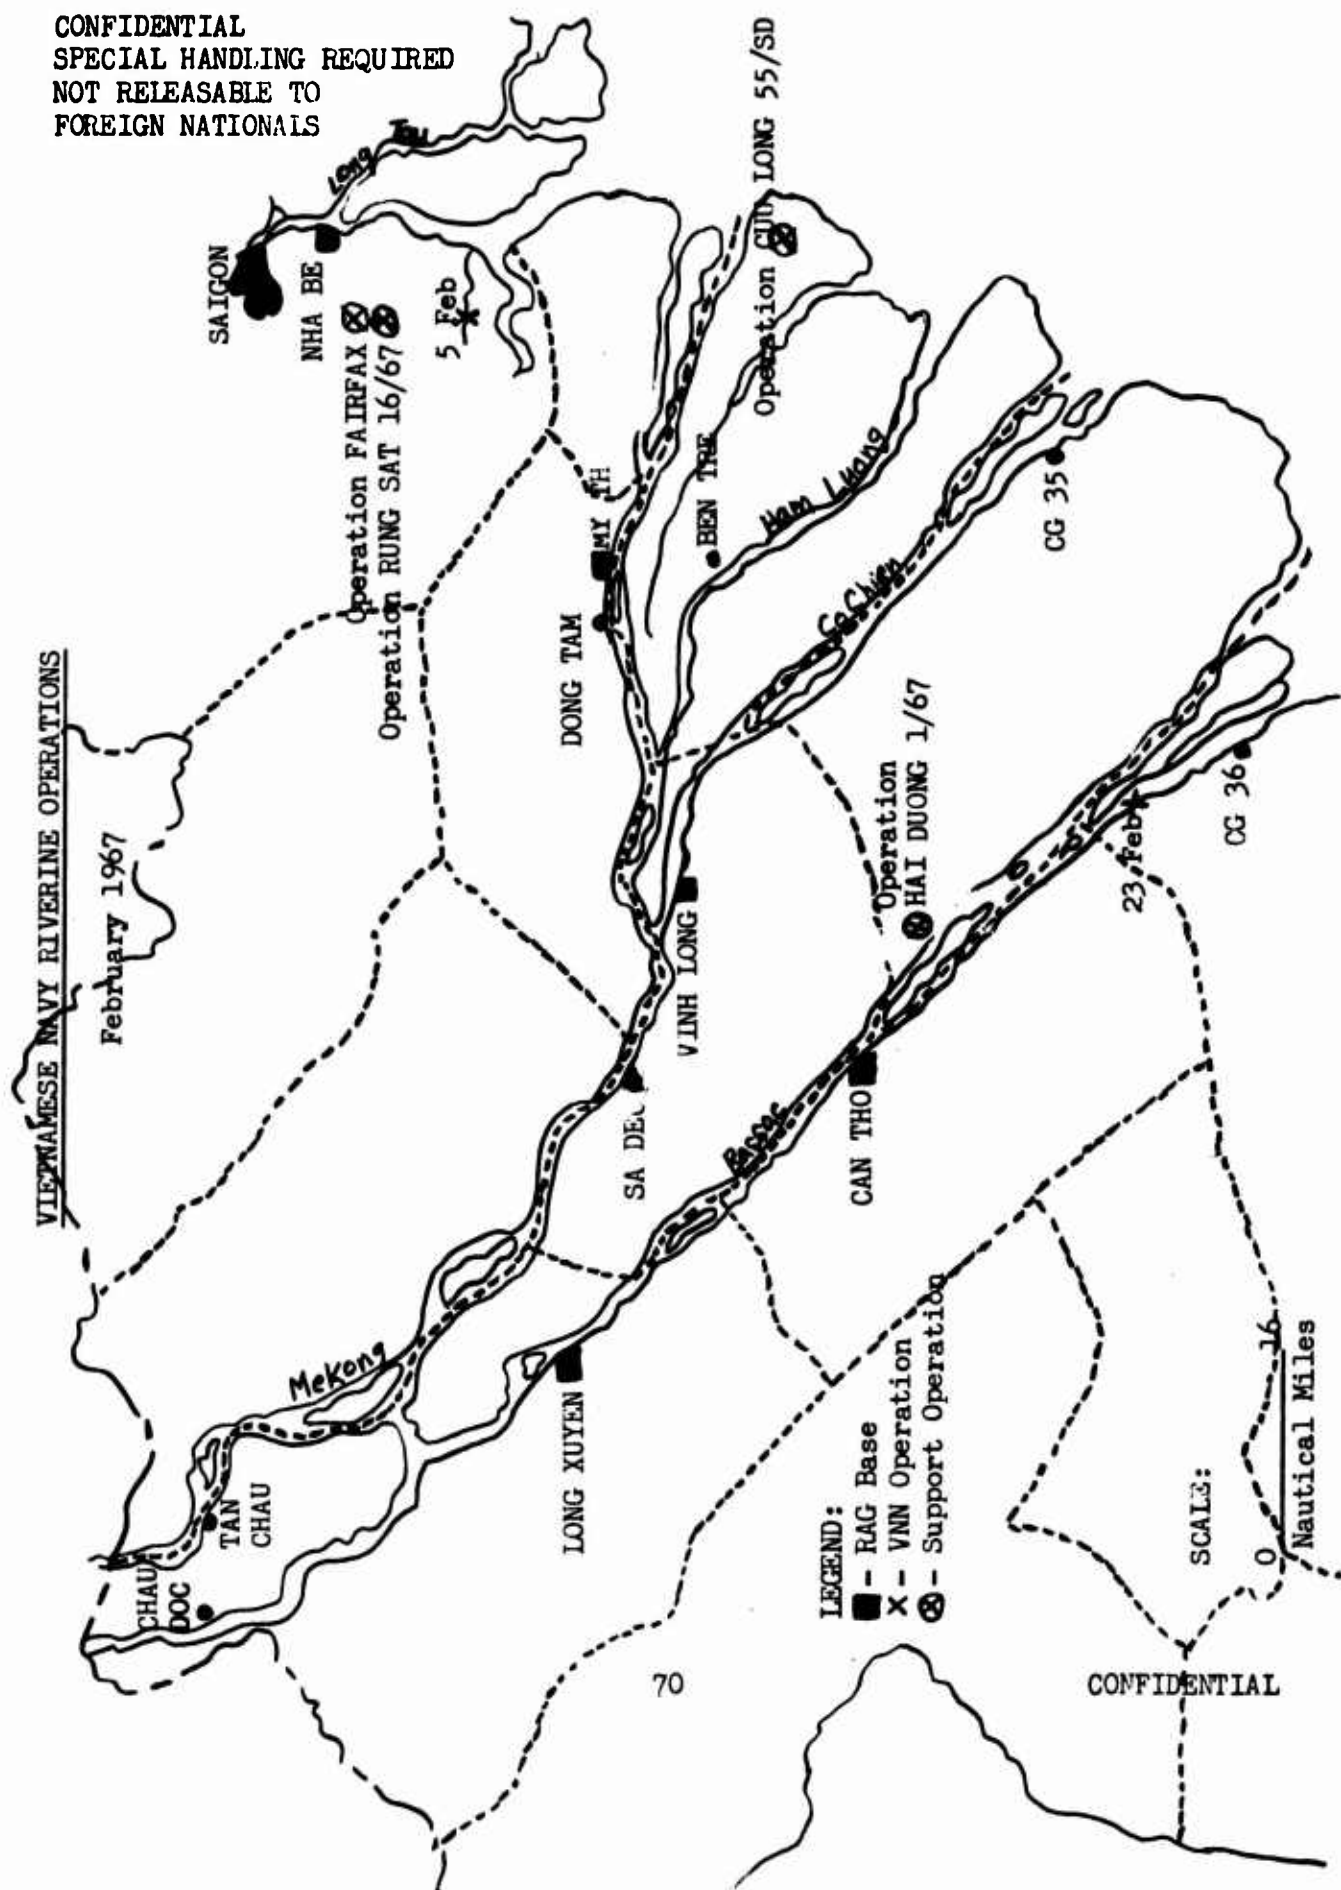 CONFIDENTIAL
SPECIAL HANDLING REQUIRED
NOT RELEASABLE TO
FOREIGN NATIONALS
VIETNAMESE NAVY RIVERINE OPERATIONS
February 1967
SAIGON
NHA BE
Long Tau
Operation FAIRFAX
Operation RUNG SAT 16/67
5 Feb
Operation CUU LONG 55/SD
MY TH
DONG TAM
BEN TRE
Ham Luong
Co Chien
CG 35
VINH LONG
Operation
HAI DUONG 1/67
23 Feb
CG 36
SA DEC
CAN THO
Bassac
Mekong
LONG XUYEN
TAN
CHAU
CHAU
DOC
LEGEND:
- RAG Base
X - VNN Operation
- Support Operation
SCALE:
0 16
Nautical Miles
70
CONFIDENTIAL